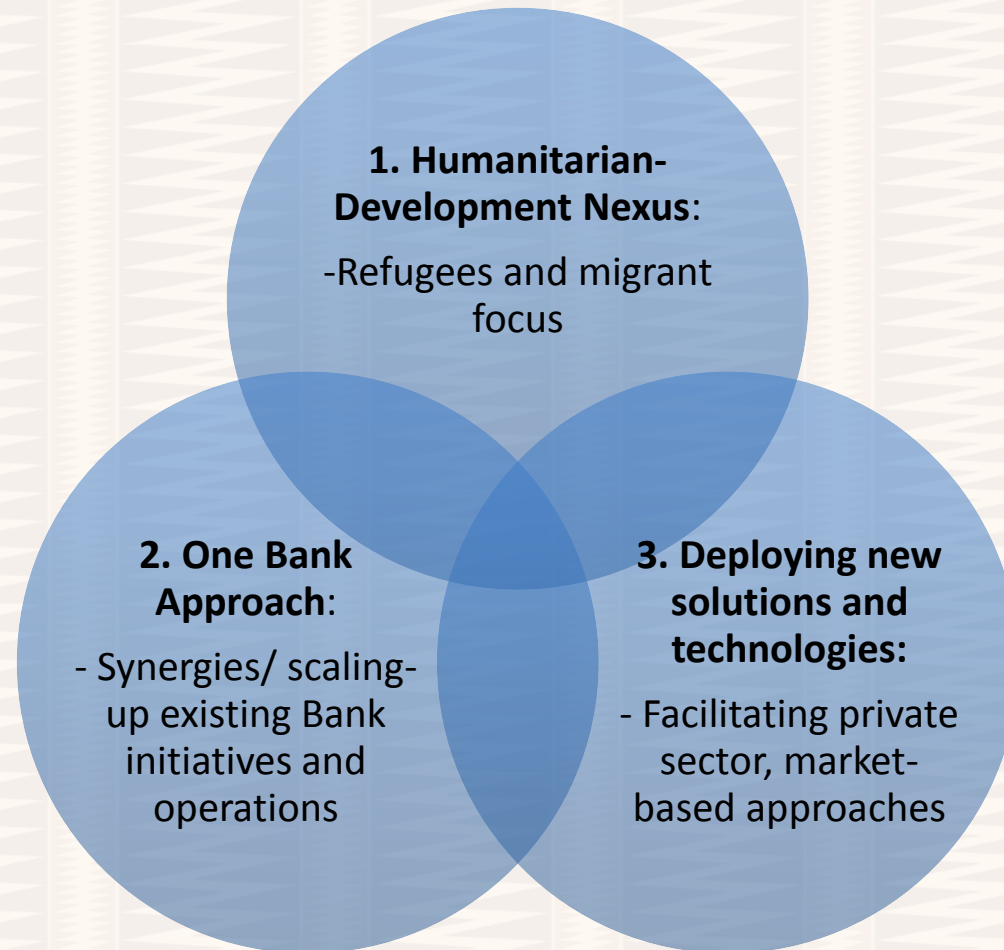 1. Humanitarian-
Development Nexus:
-Refugees and migrant
focus
2. One Bank
Approach:
- Synergies/ scaling-
up existing Bank
initiatives and
operations
3. Deploying new
solutions and
technologies:
- Facilitating private
sector, market-
based approaches